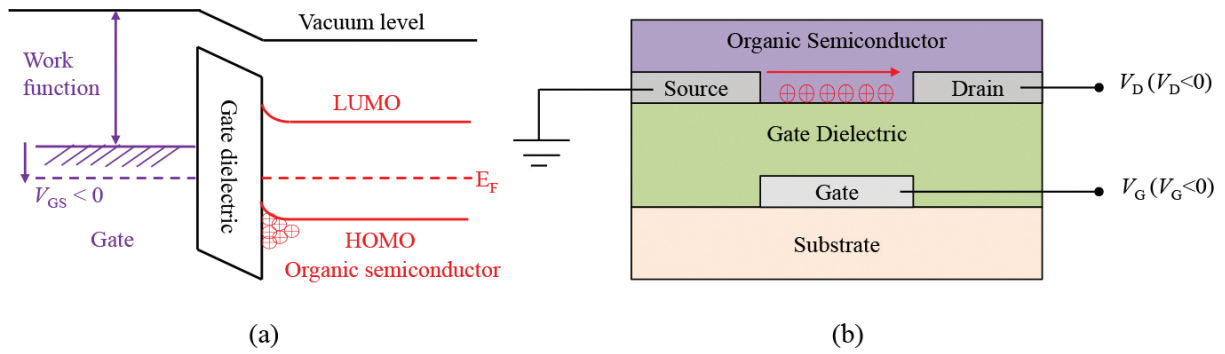 Vacuum level
Work
function
LUMO
Gate dielectric
E_F
V_GS < 0
HOMO
Gate
Organic semiconductor
(a)
Organic Semiconductor
Source
Drain
V_D (V_D<0)
Gate Dielectric
Gate
V_G (V_G<0)
Substrate
(b)